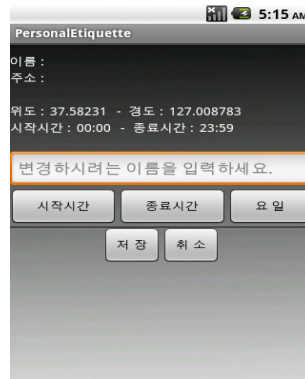 5:15 AM
PersonalEtiquette
이름 :
주소 :
위도 : 37.58231 - 경도 : 127.008783
시작시간 : 00:00 - 종료시간 : 23:59
변경하시려는 이름을 입력하세요.
시작시간 종료시간 요 일
저 장 취 소